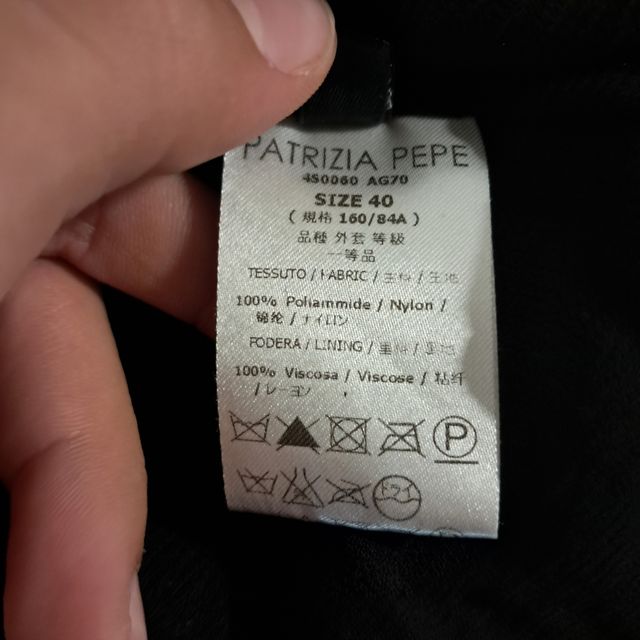 PATRIZIA PEPE
4S0060 AG70
SIZE 40
(規格 160/84A)
品種 外套 等級
一等品
TESSUTO / FABRIC / 主料 / 生地
100% Poliammide / Nylon /
锦纶 / ナイロン
FODERA / LINING / 里料 / 裏地
100% Viscosa / Viscose / 粘纤
/ レーヨン
P